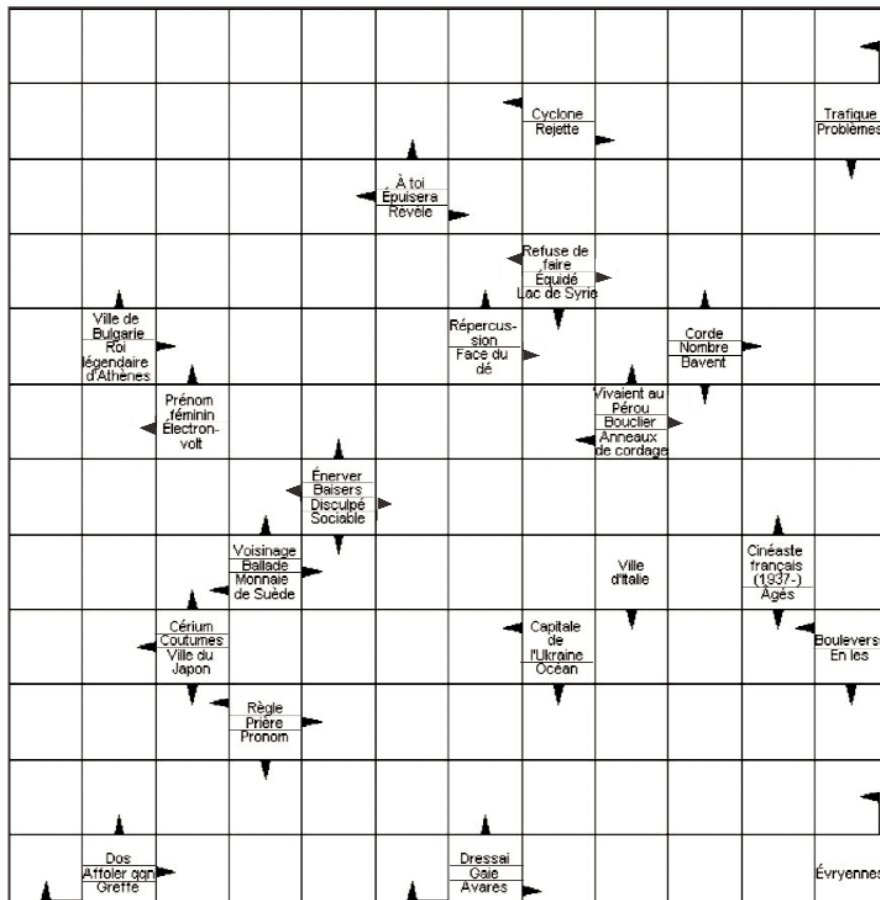 Cyclone
Rejette
Trafique
Problèmes
À toi
Épuisera
Révèle
Refuse de
faire
Équidé
Lac de Syrie
Ville de
Bulgarie
Roi
légendaire
d'Athènes
Répercus-
sion
Face du
dé
Corde
Nombre
Bavent
Prénom
féminin
Électron-
volt
Vivaient au
Pérou
Bouclier
Anneaux
de cordage
Énerver
Baisers
Disculpé
Sociable
Voisinage
Ballade
Monnaie
de Suède
Ville
d'Italie
Cinéaste
français
(1937-)
Âgés
Cérium
Coutumes
Ville du
Japon
Capitale
de
l'Ukraine
Océan
Boulevers
En les
Règle
Prière
Pronom
Dos
Affoler qqn
Greffe
Dressai
Gaie
Avares
Évryennes